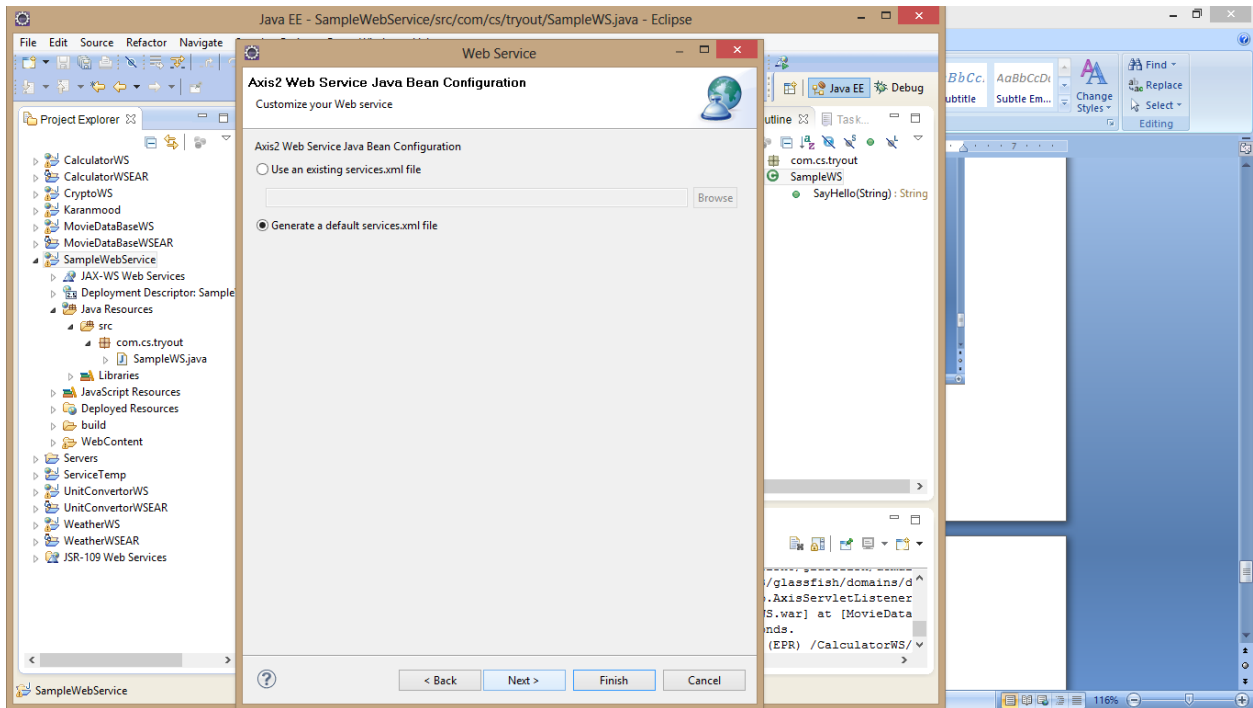 Java EE - SampleWebService/src/com/cs/tryout/SampleWS.java - Eclipse
File Edit Source Refactor Navigate
Java EE Debug
Project Explorer
CalculatorWS
CalculatorWSEAR
CryptoWS
Karanmood
MovieDataBaseWS
MovieDataBaseWSEAR
SampleWebService
JAX-WS Web Services
Deployment Descriptor: Sample
Java Resources
src
com.cs.tryout
SampleWS.java
Libraries
JavaScript Resources
Deployed Resources
build
WebContent
Servers
ServiceTemp
UnitConvertorWS
UnitConvertorWSEAR
WeatherWS
WeatherWSEAR
JSR-109 Web Services
SampleWebService
Web Service
Axis2 Web Service Java Bean Configuration
Customize your Web service
Axis2 Web Service Java Bean Configuration
Use an existing services.xml file
Browse
Generate a default services.xml file
< Back Next > Finish Cancel
utline Task...
com.cs.tryout
SampleWS
SayHello(String) : String
/glassfish/domains/d
.AxisServletListener
S.war] at [MovieData
nds.
(EPR) /CalculatorWS/
BbCc. AaBbCcDc
ubtitle Subtle Em...
Change
Styles
Find
Replace
Select
Editing
7
116%